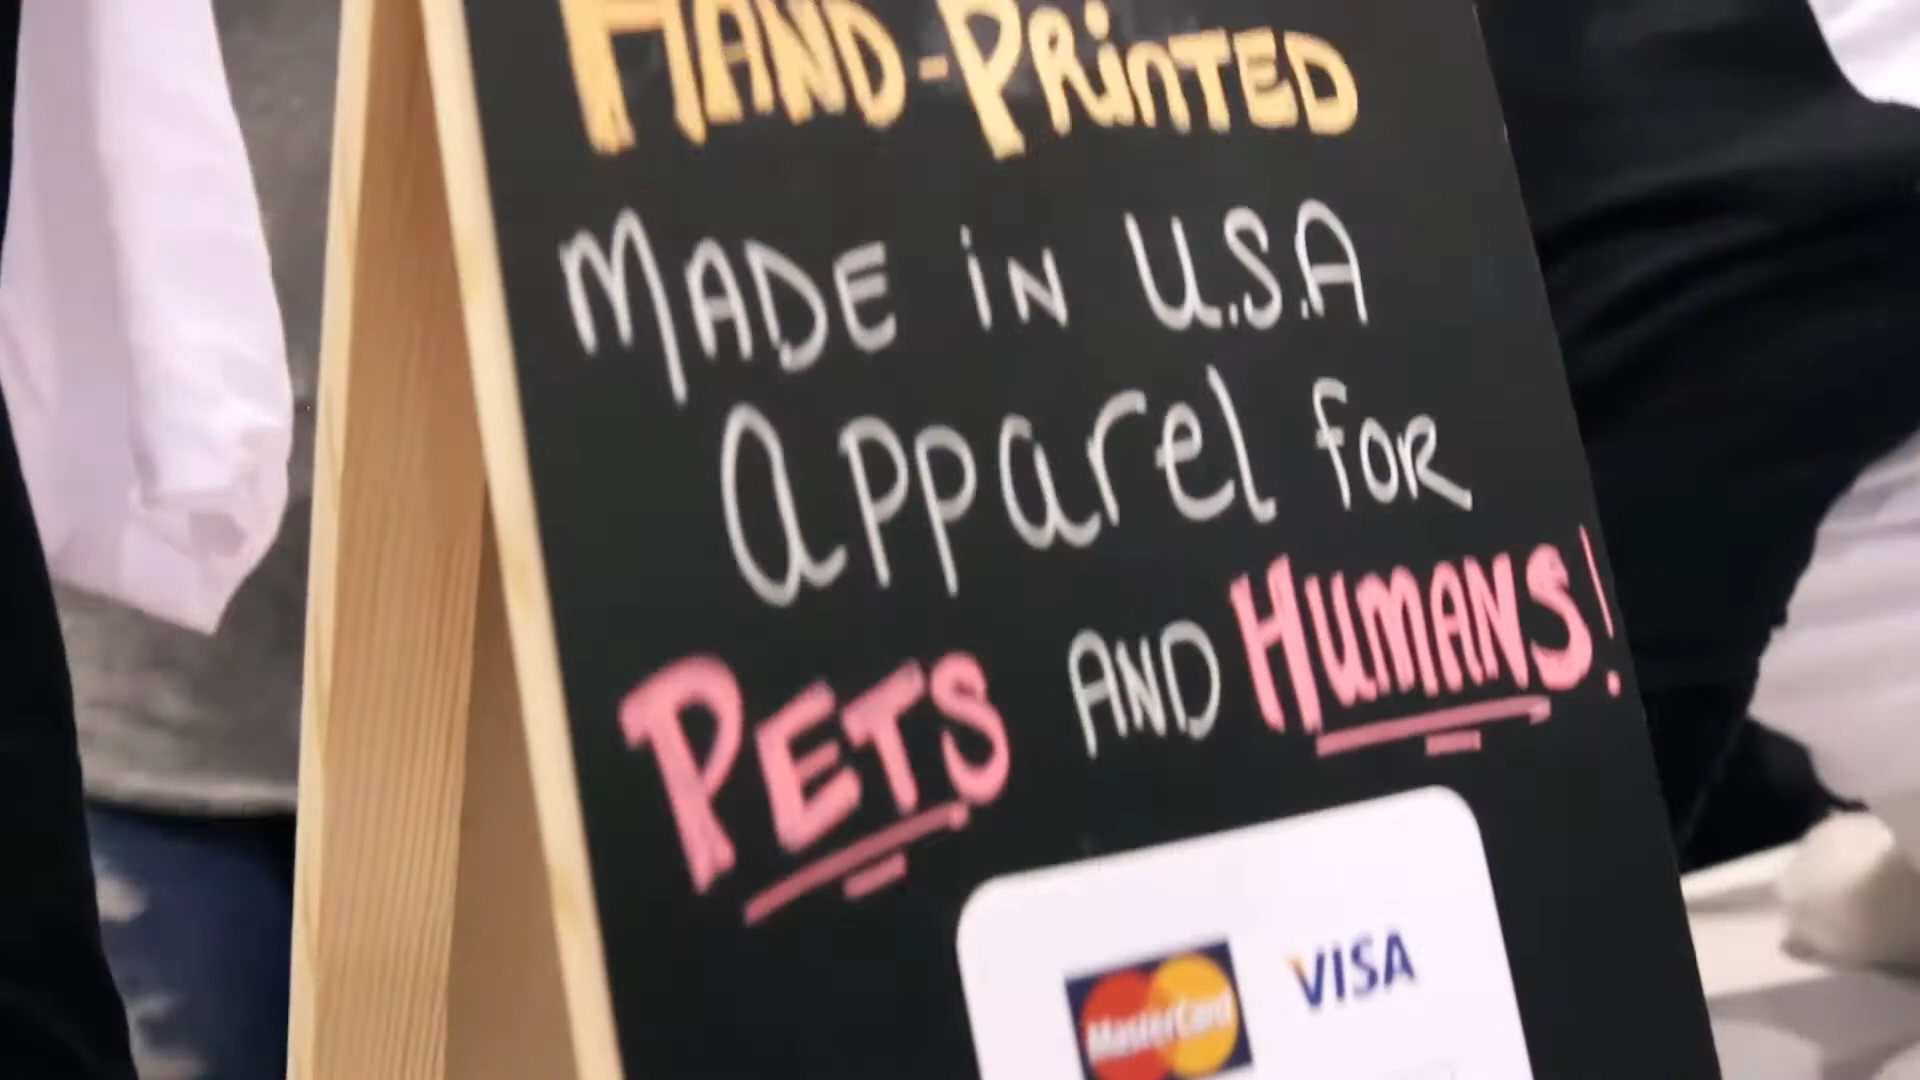 HAND-PRiNTED
MADE iN U.S.A
apparel foR
PETS AND HUMANS!
MasterCard VISA